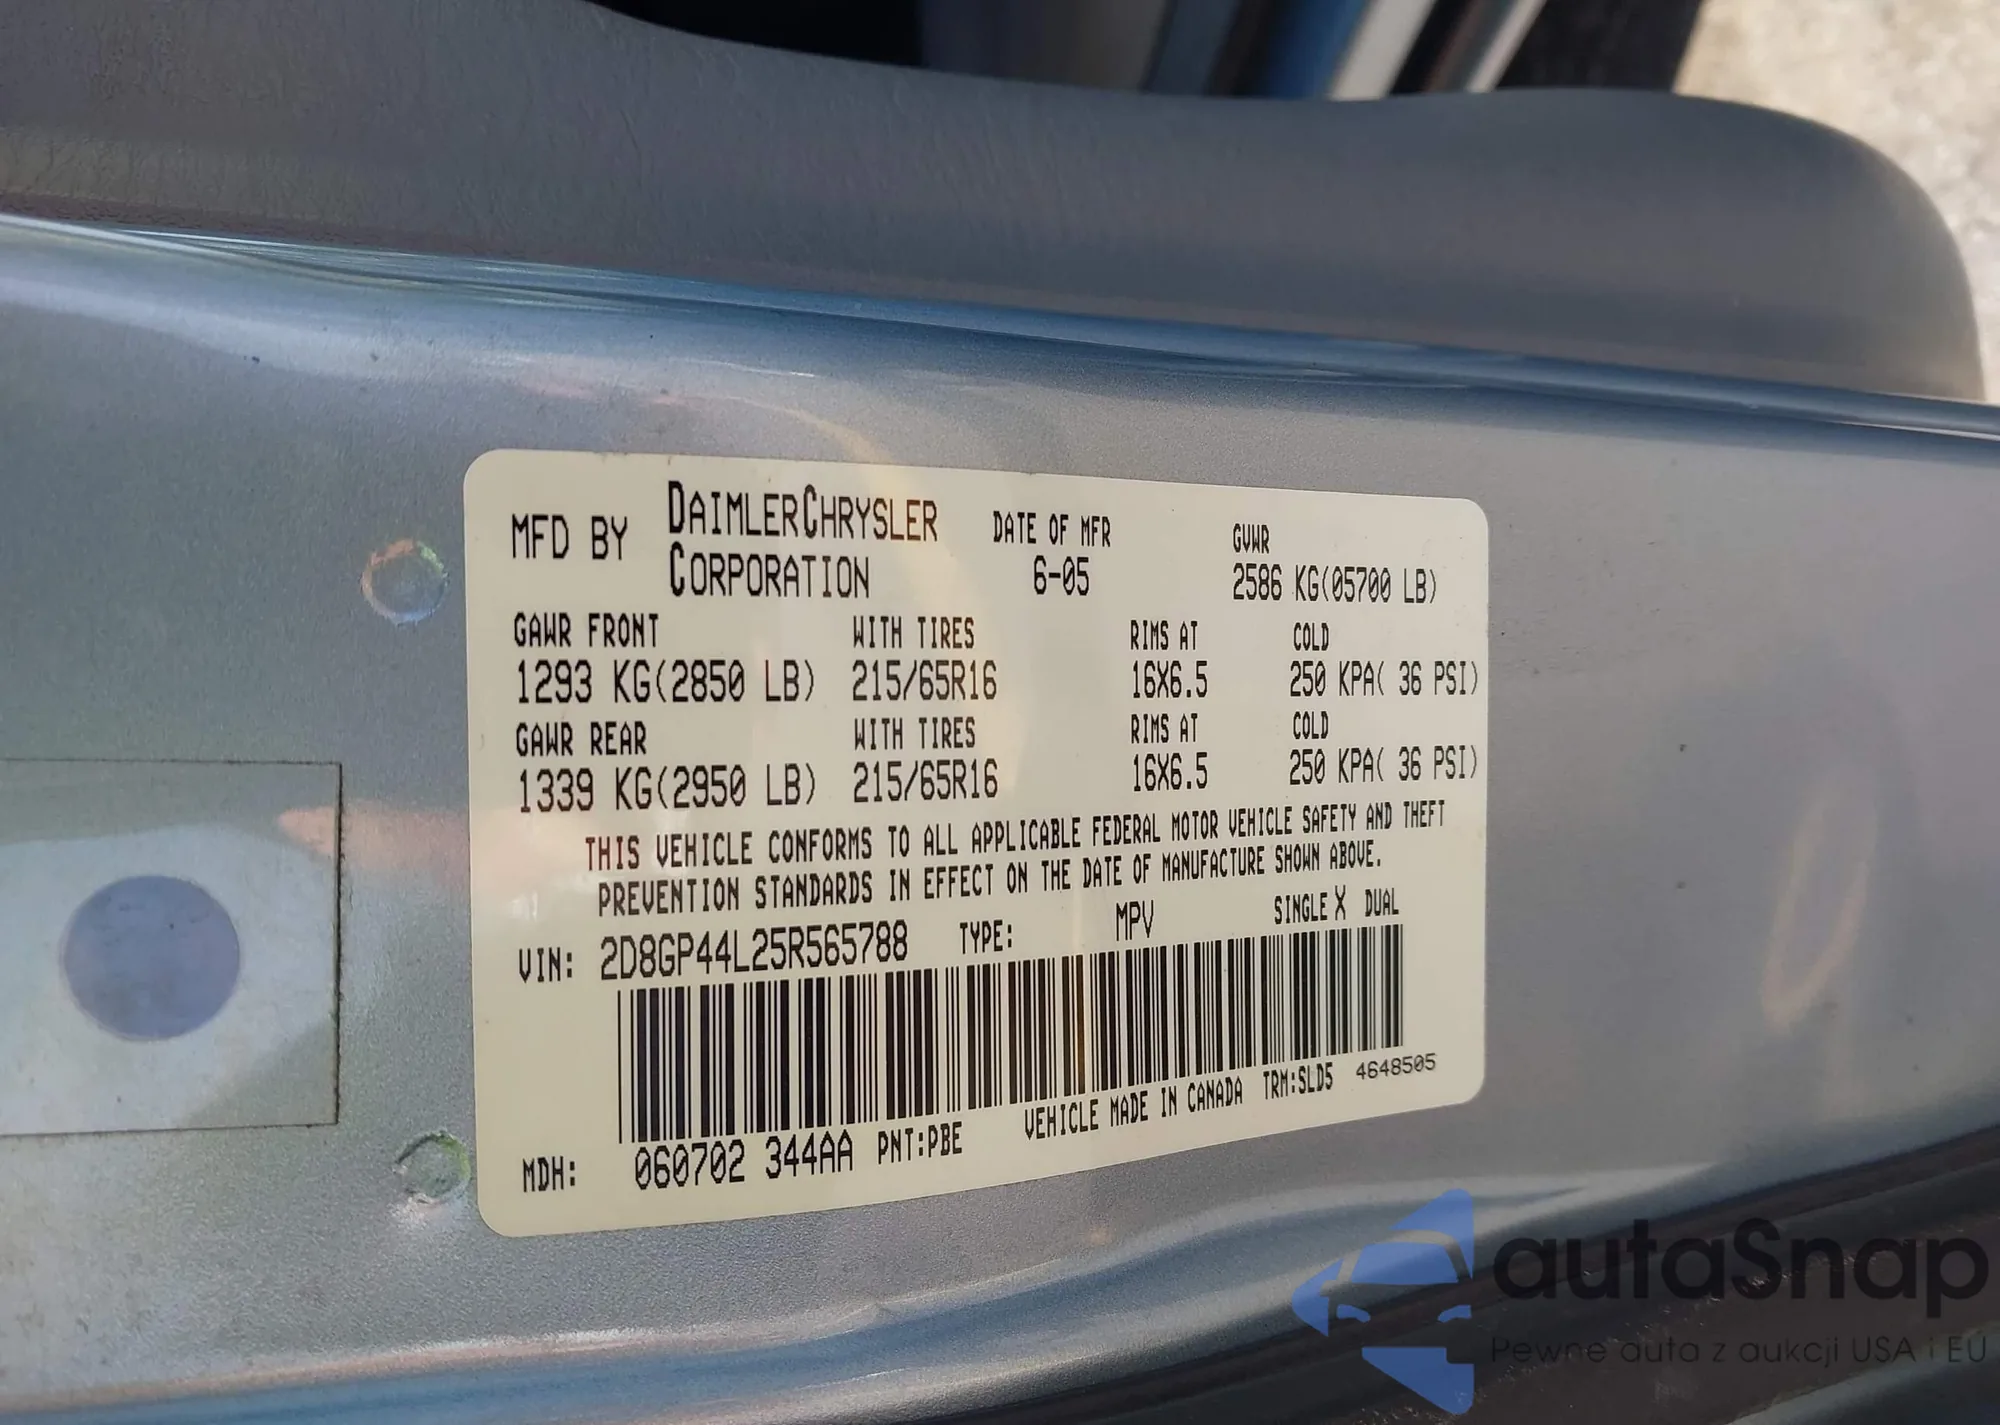 MFD BY DAIMLERCHRYSLER CORPORATION DATE OF MFR 6-05 GVWR 2586 KG(05700 LB)
GAWR FRONT WITH TIRES RIMS AT COLD
1293 KG(2850 LB) 215/65R16 16X6.5 250 KPA( 36 PSI)
GAWR REAR WITH TIRES RIMS AT COLD
1339 KG(2950 LB) 215/65R16 16X6.5 250 KPA( 36 PSI)
THIS VEHICLE CONFORMS TO ALL APPLICABLE FEDERAL MOTOR VEHICLE SAFETY AND THEFT
PREVENTION STANDARDS IN EFFECT ON THE DATE OF MANUFACTURE SHOWN ABOVE.
VIN: 2D8GP44L25R565788 TYPE: MPV SINGLE X DUAL
MDH: 060702 344AA PNT:PBE VEHICLE MADE IN CANADA TRM:SLD5 4648505
autaSnap
Pewne auta z aukcji USA i EU